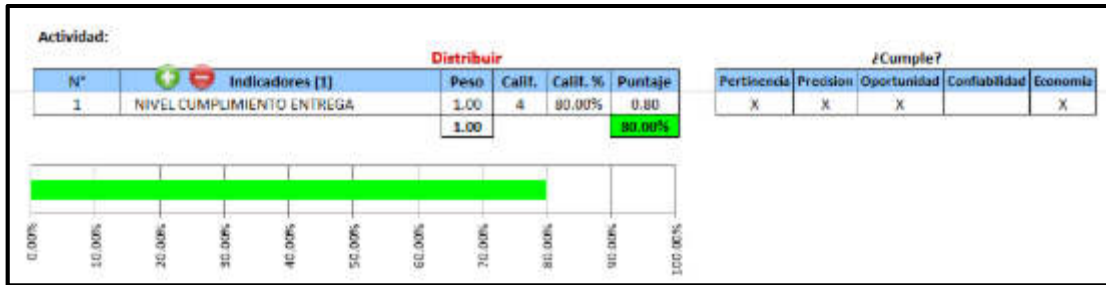 Actividad:
Distribuir ¿Cumple?
N° Indicadores (1) Peso Calif. Calif. % Puntaje Pertinencia Precision Oportunidad Confiabilidad Economia
1 NIVEL CUMPLIMIENTO ENTREGA 1.00 4 80.00% 0.80 X X X X
1.00 80.00%
0.00% 10.00% 20.00% 30.00% 40.00% 50.00% 60.00% 70.00% 80.00% 90.00% 100.00%